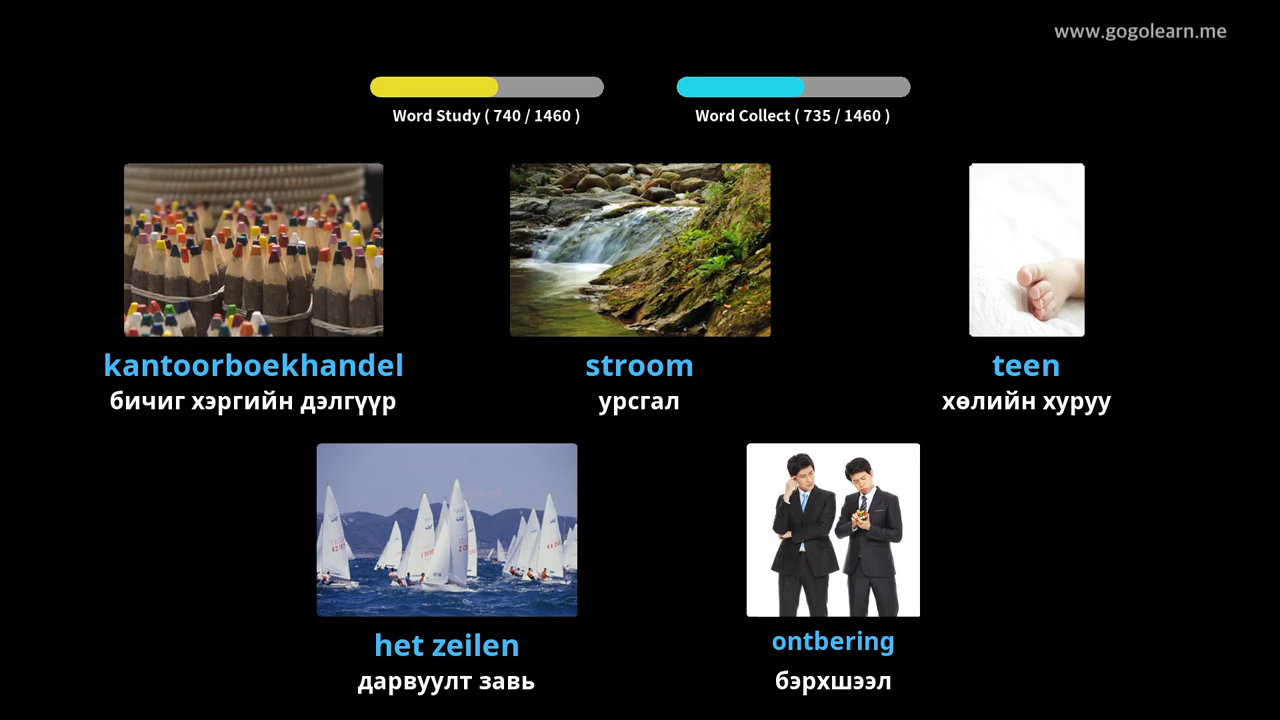 www.gogolearn.me
Word Study ( 740 / 1460 )
Word Collect ( 735 / 1460 )
kantoorboekhandel
бичиг хэргийн дэлгүүр
stroom
урсгал
teen
хөлийн хуруу
het zeilen
дарвуулт завь
ontbering
бэрхшээл